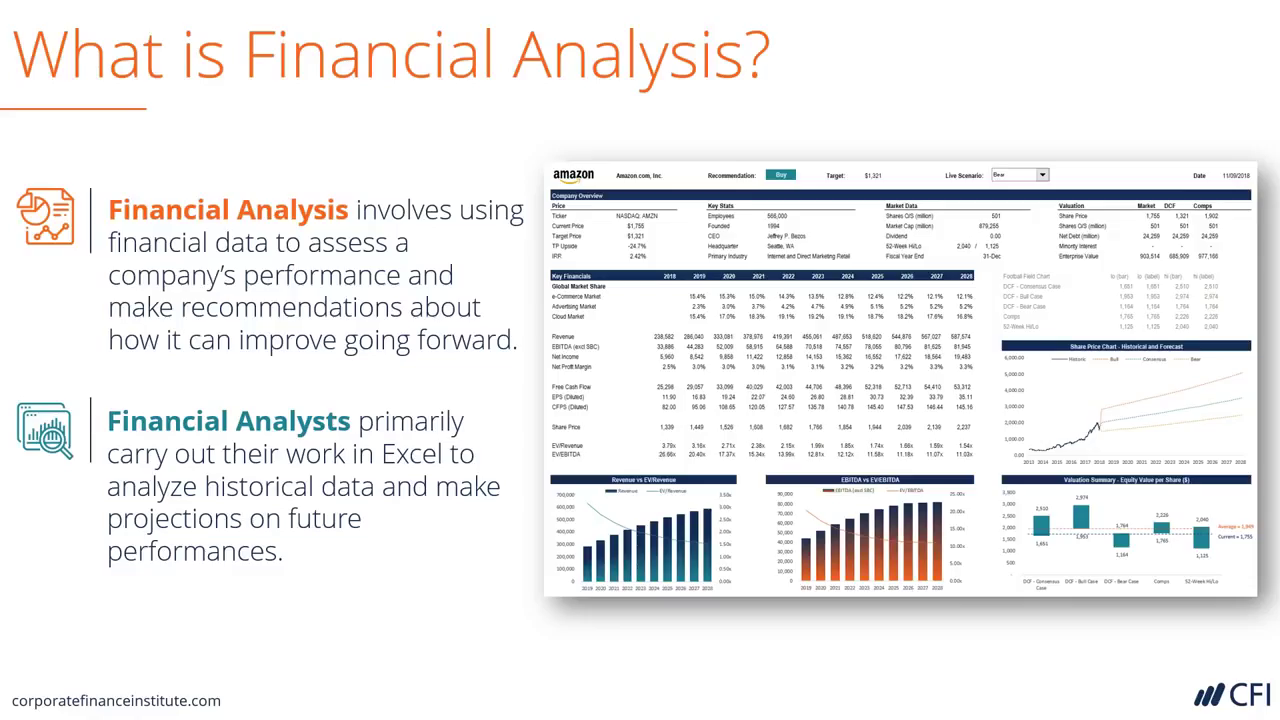 What is Financial Analysis?
Financial Analysis involves using
financial data to assess a
company's performance and
make recommendations about
how it can improve going forward.
Financial Analysts primarily
carry out their work in Excel to
analyze historical data and make
projections on future
performances.
amazon Amazon.com, Inc. Recommendation: Buy Target: $1,321 Live Scenario: Bear Date 11/09/2018
Company Overview
Price Key Stats Market Data Valuation Market DCF Comps
Ticker NASDAQ: AMZN Employees 566,000 Shares O/S (million) 501 Share Price 1,755 1,321 1,902
Current Price $1,755 Founded 1994 Market Cap (million) 879,255 Shares O/S (million) 501 501 501
Target Price $1,321 CEO Jeffrey P. Bezos Dividend 0.00 Net Debt (million) 24,259 24,259 24,259
TP Upside -24.7% Headquarter Seattle, WA 52-Week Hi/Lo 2,040 / 1,125 Minority Interest - - -
IRR 2.42% Primary Industry Internet and Direct Marketing Retail Fiscal Year End 31-Dec Enterprise Value 903,514 685,909 977,166
Key Financials 2018 2019 2020 2021 2022 2023 2024 2025 2026 2027 2028
Global Market Share
e-Commerce Market 15.4% 15.3% 15.0% 14.3% 13.5% 12.8% 12.4% 12.2% 12.1% 12.1%
Advertising Market 2.3% 3.0% 3.7% 4.2% 4.7% 4.9% 5.1% 5.2% 5.2% 5.2%
Cloud Market 15.4% 17.0% 18.3% 19.1% 19.2% 19.1% 18.7% 18.2% 17.6% 16.8%
Revenue 238,582 286,040 333,081 378,976 419,391 455,061 487,653 518,620 544,876 567,027 587,574
EBITDA (excl SBC) 33,886 44,263 52,009 58,915 64,588 70,518 74,557 78,055 80,796 81,625 81,945
Net Income 5,960 8,542 9,858 11,422 12,858 14,153 15,362 16,552 17,622 18,564 19,483
Net Profit Margin 2.5% 3.0% 3.0% 3.0% 3.1% 3.1% 3.2% 3.2% 3.2% 3.3% 3.3%
Free Cash Flow 25,298 29,057 33,099 40,029 42,003 44,706 48,396 52,318 52,713 54,410 53,312
EPS (Diluted) 11.90 16.83 19.24 22.07 24.60 26.80 28.81 30.73 32.39 33.79 35.11
CFPS (Diluted) 82.00 95.06 108.65 120.05 127.57 136.78 140.78 145.40 147.53 146.44 145.16
Share Price 1,339 1,449 1,526 1,608 1,682 1,766 1,854 1,944 2,039 2,139 2,237
EV/Revenue 3.79x 3.16x 2.71x 2.38x 2.15x 1.99x 1.85x 1.74x 1.66x 1.59x 1.54x
EV/EBITDA 26.66x 20.40x 17.37x 15.34x 13.99x 12.81x 12.12x 11.58x 11.18x 11.07x 11.03x
Football Field Chart
DCF - Consensus Case 1,651 1,651 2,510 2,510
DCF - Bull Case 1,953 1,953 2,974 2,974
DCF - Bear Case 1,164 1,164 1,764 1,764
Comps 1,765 1,765 2,226 2,226
52-Week Hi/Lo 1,125 1,125 2,040 2,040
Share Price Chart - Historical and Forecast
Historic Bull Consensus Bear
6,000.00
5,000.00
4,000.00
3,000.00
2,000.00
1,000.00
0.00
2013 2014 2015 2016 2017 2018 2019 2020 2021 2022 2023 2024 2025 2026 2027 2028
Revenue vs EV/Revenue
Revenue EV/Revenue
700,000 3.50x
600,000 3.00x
500,000 2.50x
400,000 2.00x
300,000 1.50x
200,000 1.00x
100,000 0.50x
- 0.00x
2019 2020 2021 2022 2023 2024 2025 2026 2027 2028
EBITDA vs EV/EBITDA
EBITDA (excl SBC) EV/EBITDA
90,000 25.00x
80,000
70,000 20.00x
60,000
50,000 15.00x
40,000
30,000 10.00x
20,000 5.00x
10,000
- 0.00x
2019 2020 2021 2022 2023 2024 2025 2026 2027 2028
Valuation Summary - Equity Value per Share ($)
3,500
3,000
2,500
2,000
1,500
1,000
500
-
2,510 2,974 1,764 2,226 2,040
1,651 1,953 1,164 1,765 1,125
Current = 1,755
DCF - Consensus Case DCF - Bull Case DCF - Bear Case Comps 52-Week Hi/Lo
corporatefinanceinstitute.com
CFI